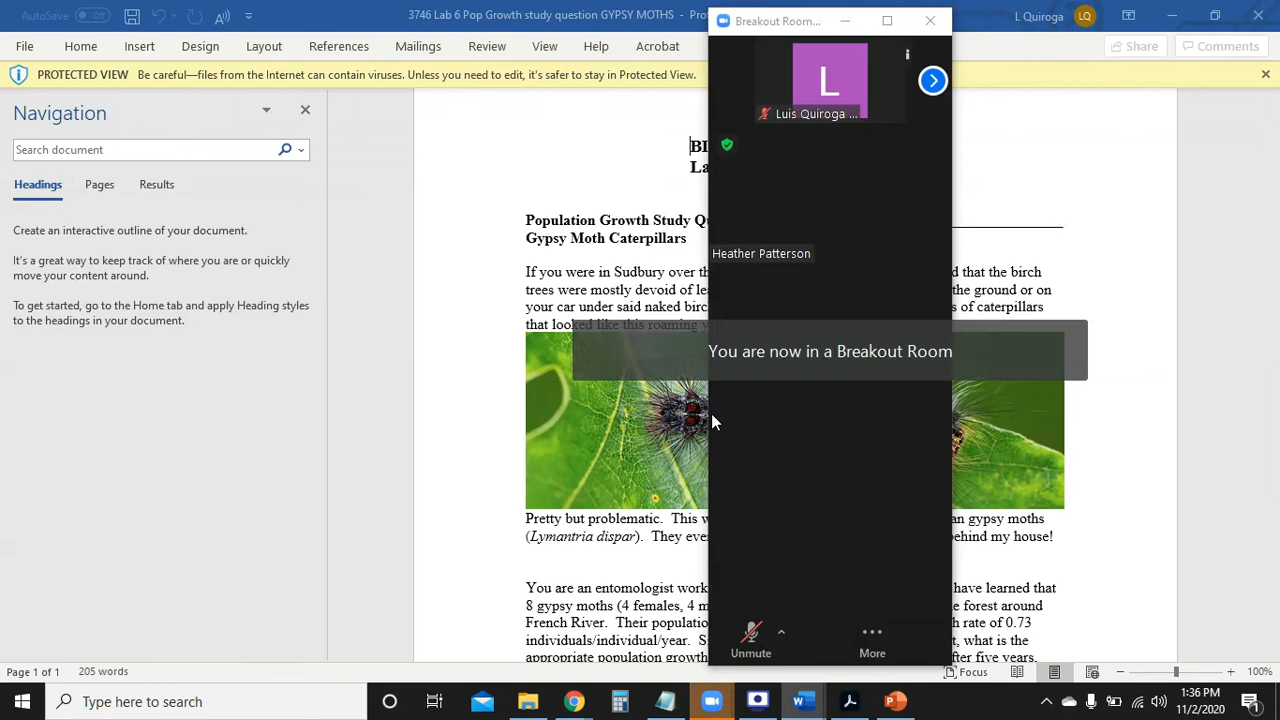 AutoSave Off
3746 Lab 6 Pop Growth study question GYPSY MOTHS - Prot
L Quiroga LQ
Breakout Room...
File Home Insert Design Layout References Mailings Review View Help Acrobat
Share Comments
PROTECTED VIEW Be careful—files from the Internet can contain viruses. Unless you need to edit, it's safer to stay in Protected View.
L
Luis Quiroga ...
Heather Patterson
You are now in a Breakout Room
Unmute
More
Navigation
Search document
Headings Pages Results
Create an interactive outline of your document.
It's a great way to keep track of where you are or quickly
move your content around.
To get started, go to the Home tab and apply Heading styles
to the headings in your document.
La
Population Growth Study Qu
Gypsy Moth Caterpillars
If you were in Sudbury over th d that the birch
trees were mostly devoid of le the ground or on
your car under said naked birc s of caterpillars
that looked like this roaming y
Pretty but problematic. This w an gypsy moths
(Lymantria dispar). They eve behind my house!
You are an entomologist work have learned that
8 gypsy moths (4 females, 4 m e forest around
French River. Their populatio h rate of 0.73
individuals/individual/year. S t, what is the
appropriate population growth fter five years.
Page 1 of 1 205 words
Focus 100%
Type here to search
1:36 PM
11/2/2020
1